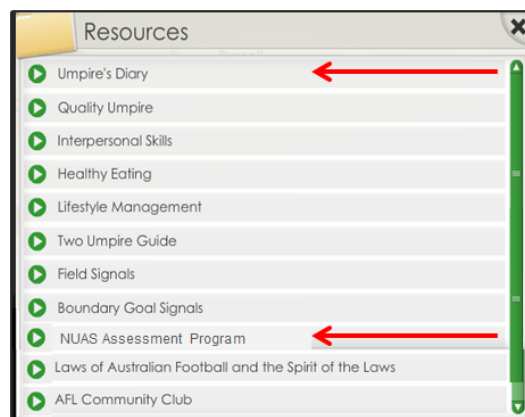 Resources
Umpire's Diary
Quality Umpire
Interpersonal Skills
Healthy Eating
Lifestyle Management
Two Umpire Guide
Field Signals
Boundary Goal Signals
NUAS Assessment Program
Laws of Australian Football and the Spirit of the Laws
AFL Community Club